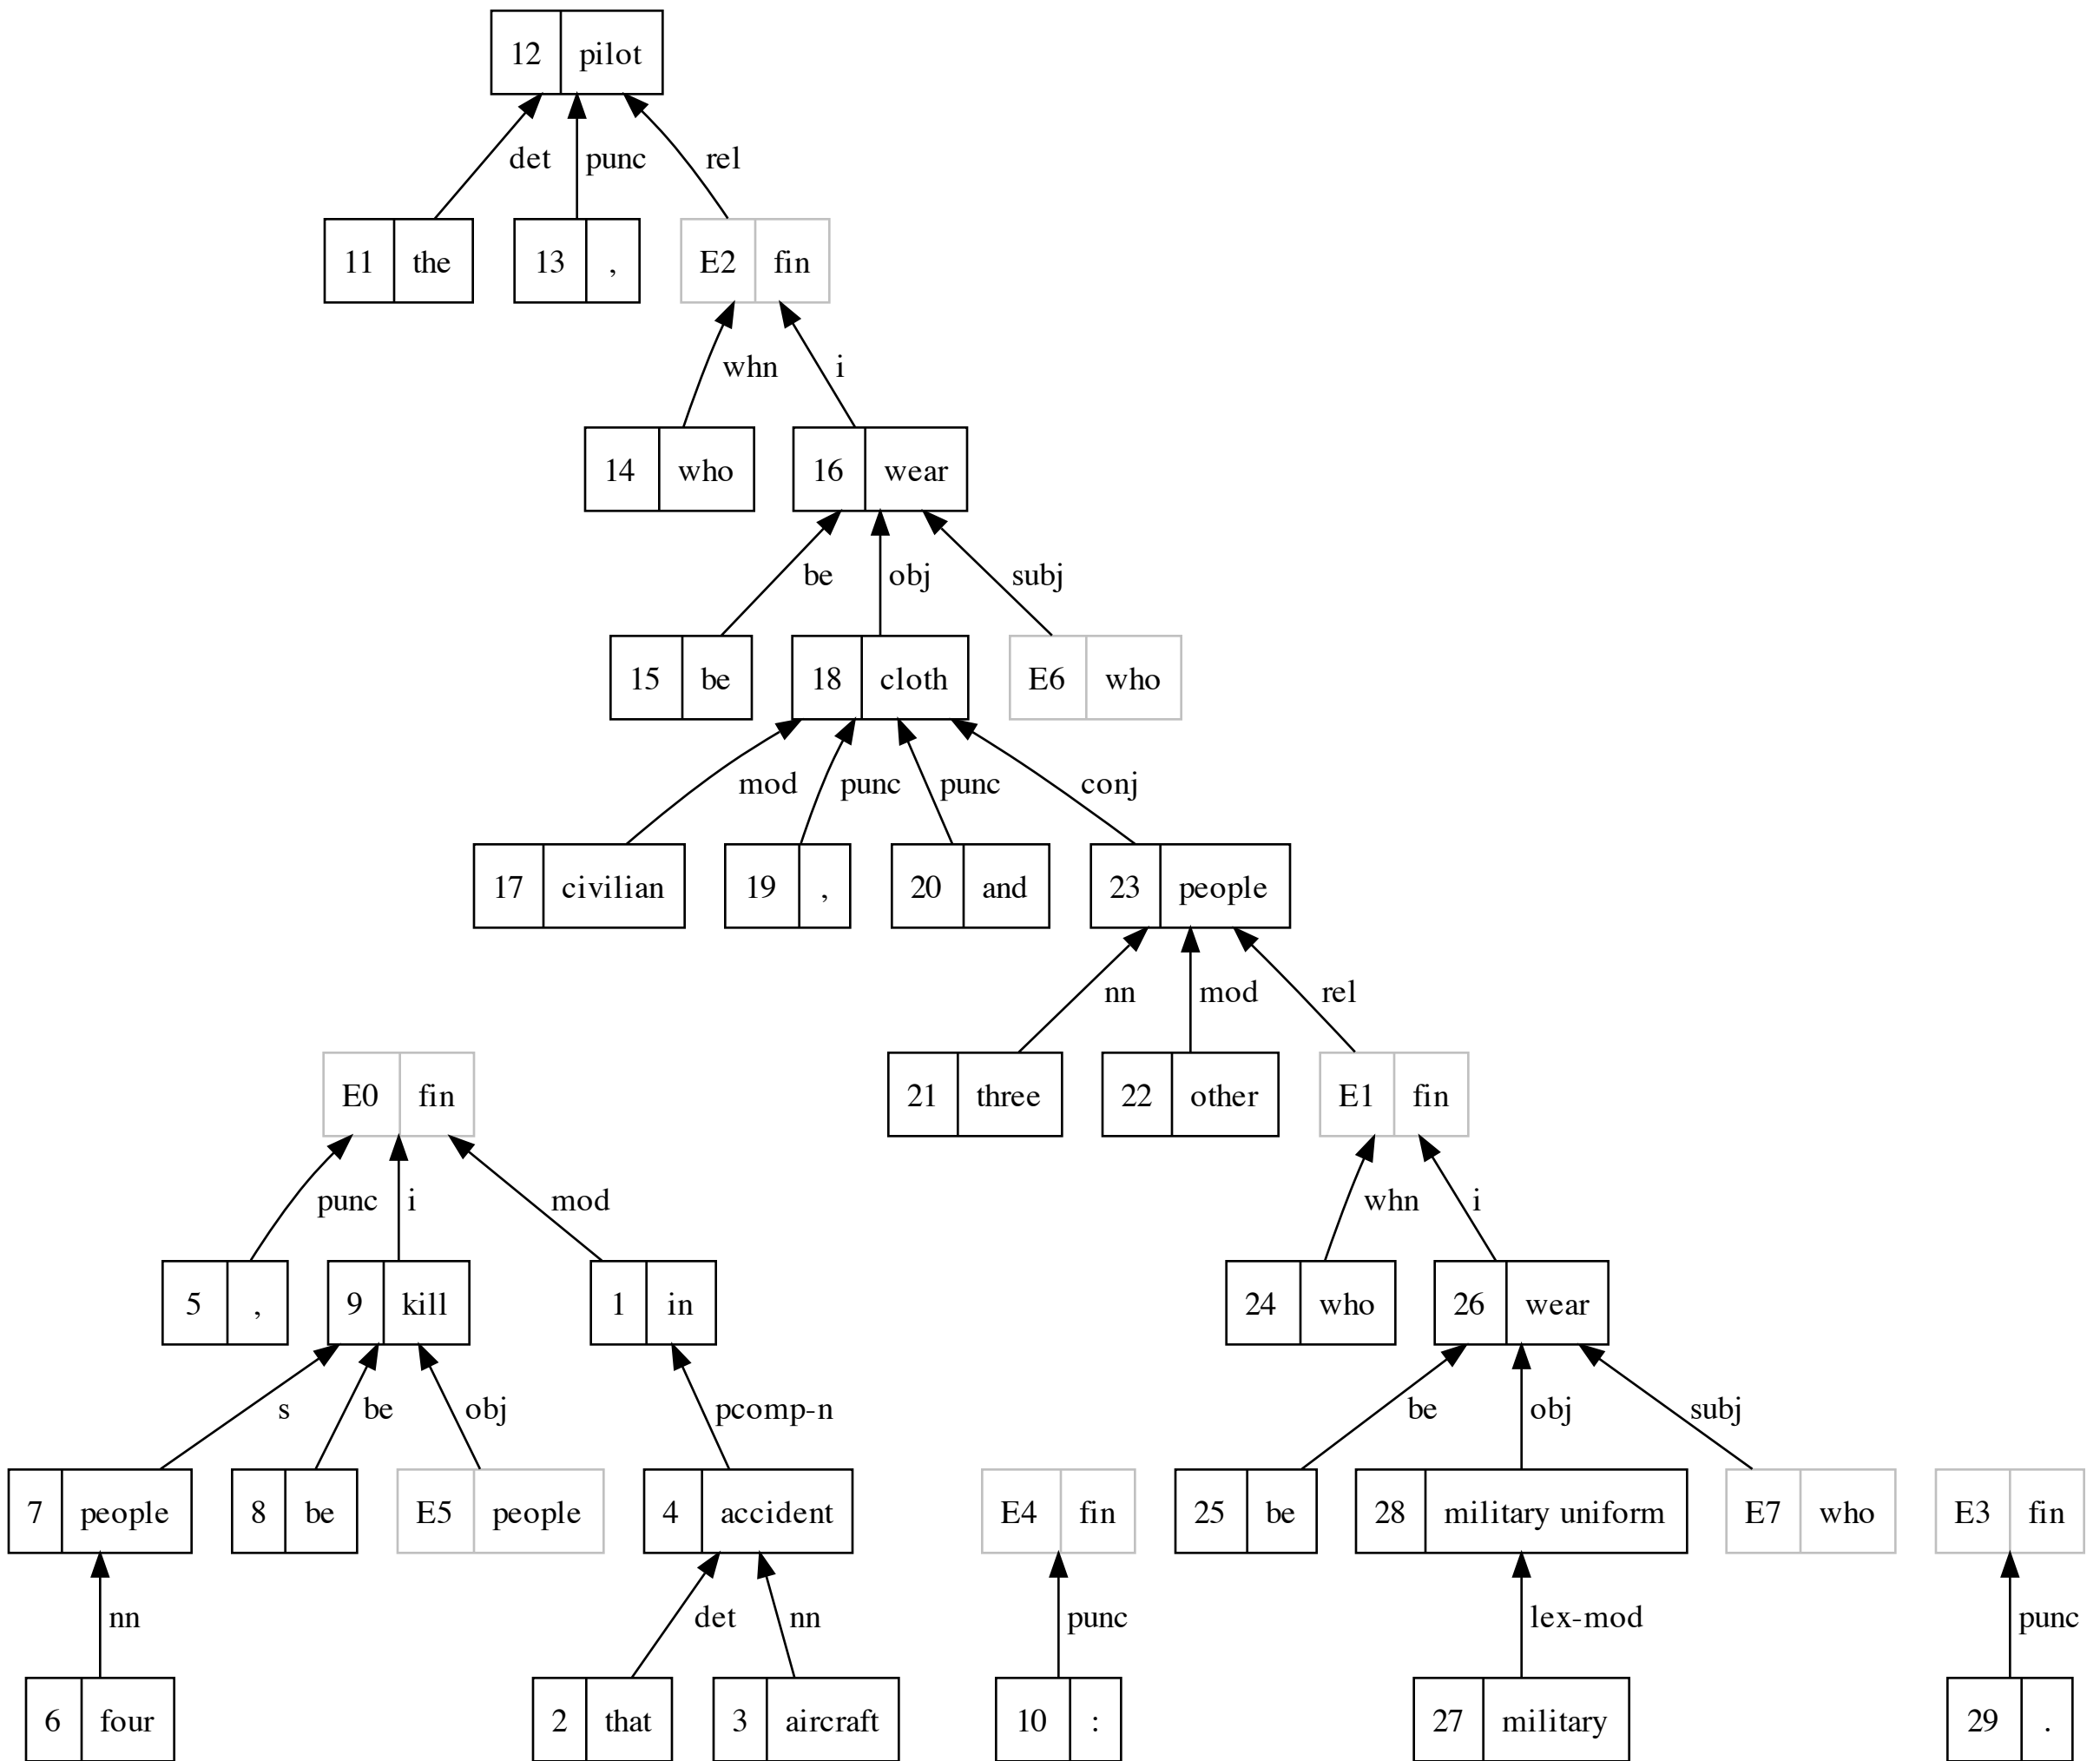 12 pilot
det punc rel
11 the 13 , E2 fin
whn i
14 who 16 wear
be obj subj
15 be 18 cloth E6 who
mod punc punc conj
17 civilian 19 , 20 and 23 people
nn mod rel
E0 fin 21 three 22 other E1 fin
punc i mod whn i
5 , 9 kill 1 in 24 who 26 wear
s be obj pcomp-n be obj subj
7 people 8 be E5 people 4 accident E4 fin 25 be 28 military uniform E7 who E3 fin
nn det nn punc lex-mod punc
6 four 2 that 3 aircraft 10 : 27 military 29 .